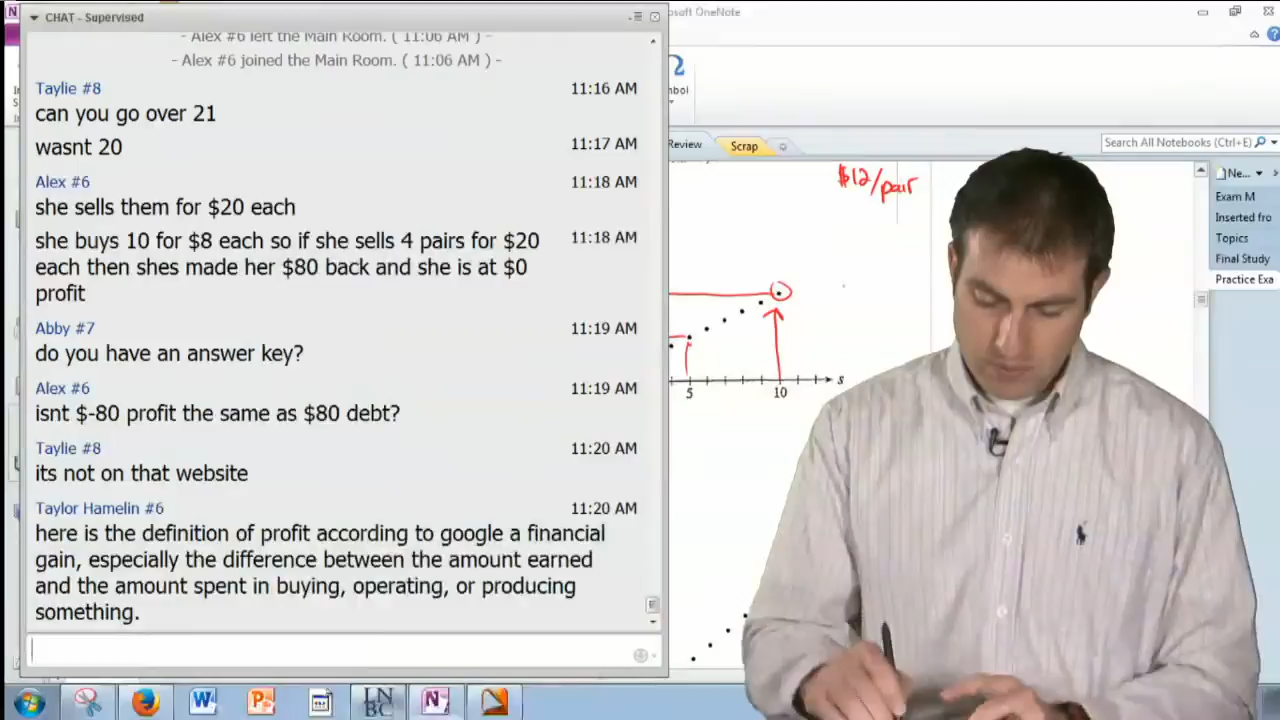 CHAT - Supervised
- Alex #6 left the Main Room. ( 11:06 AM ) -
- Alex #6 joined the Main Room. ( 11:06 AM ) -
Taylie #8 11:16 AM
can you go over 21
wasnt 20 11:17 AM
Alex #6 11:18 AM
she sells them for $20 each
she buys 10 for $8 each so if she sells 4 pairs for $20 11:18 AM
each then shes made her $80 back and she is at $0
profit
Abby #7 11:19 AM
do you have an answer key?
Alex #6 11:19 AM
isnt $-80 profit the same as $80 debt?
Taylie #8 11:20 AM
its not on that website
Taylor Hamelin #6 11:20 AM
here is the definition of profit according to google a financial
gain, especially the difference between the amount earned
and the amount spent in buying, operating, or producing
something.
osoft OneNote
mbol
Review
Scrap
Search All Notebooks (Ctrl+E)
$12/pair
5
10
s
Ne...
Exam M
Inserted fro
Topics
Final Study
Practice Exa
LN
BC